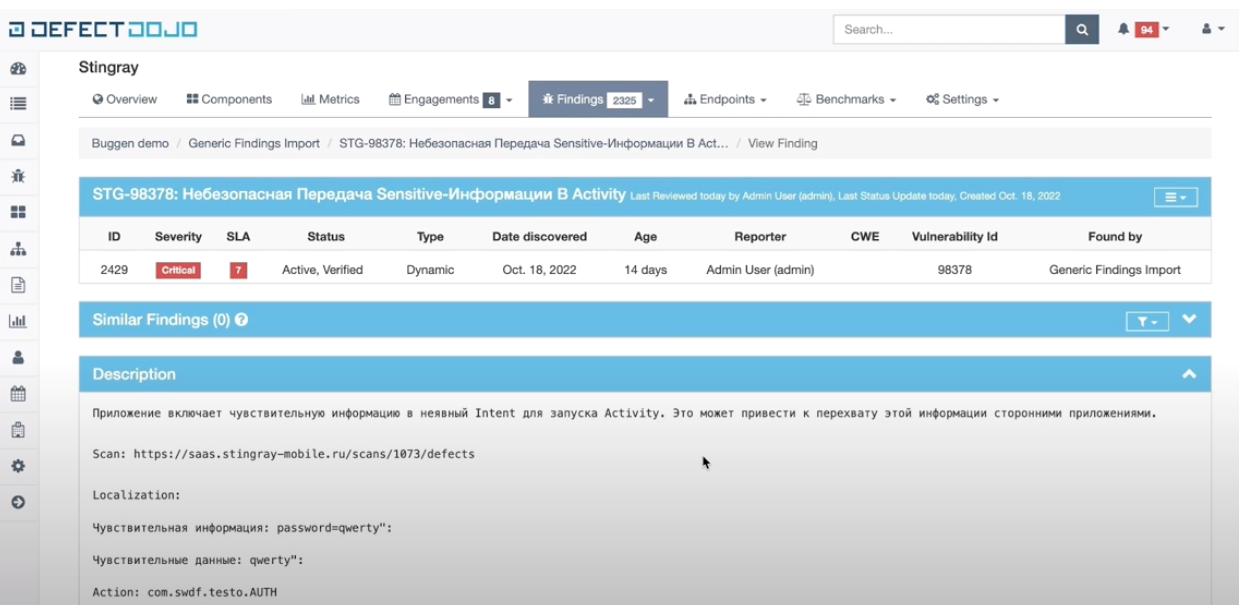 DEFECTDOJO
Search...
94
Stingray
Overview Components Metrics Engagements 8 Findings 2325 Endpoints Benchmarks Settings
Buggen demo / Generic Findings Import / STG-98378: Небезопасная Передача Sensitive-Информации В Act... / View Finding
STG-98378: Небезопасная Передача Sensitive-Информации В Activity Last Reviewed today by Admin User (admin), Last Status Update today, Created Oct. 18, 2022
ID Severity SLA Status Type Date discovered Age Reporter CWE Vulnerability Id Found by
2429 Critical 7 Active, Verified Dynamic Oct. 18, 2022 14 days Admin User (admin) 98378 Generic Findings Import
Similar Findings (0) ?
Description
Приложение включает чувствительную информацию в неявный Intent для запуска Activity. Это может привести к перехвату этой информации сторонними приложениями.
Scan: https://saas.stingray-mobile.ru/scans/1073/defects
Localization:
Чувствительная информация: password=qwerty":
Чувствительные данные: qwerty":
Action: com.swdf.testo.AUTH